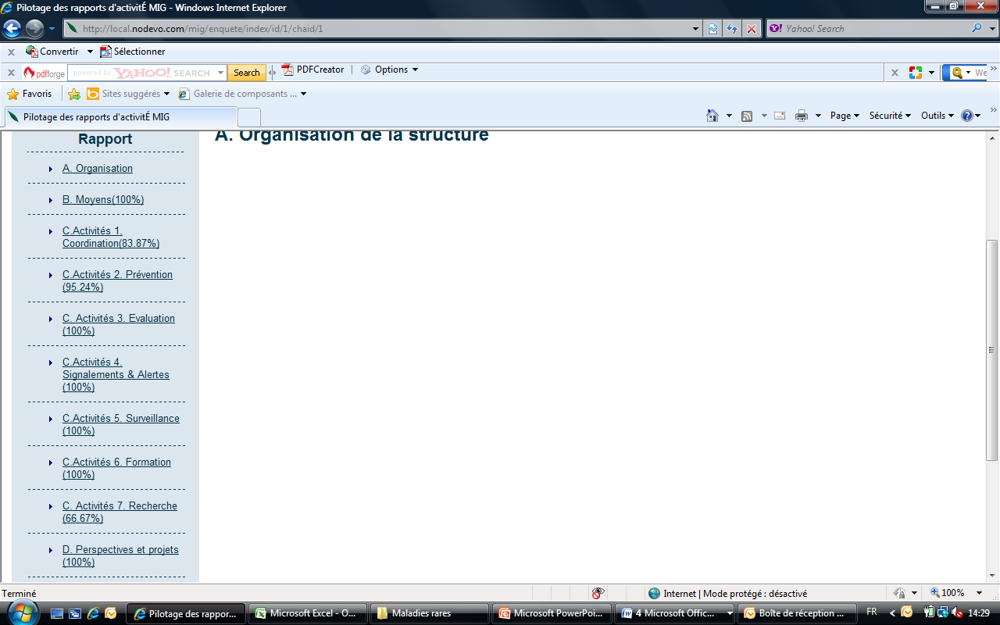 Pilotage des rapports d'activitÉ MIG - Windows Internet Explorer
http://local.nodevo.com/mig/enquete/index/id/1/chaid/1
Yahoo! Search
Convertir
Sélectionner
pdfforge
powered by YAHOO! SEARCH
Search
PDFCreator
Options
We
Favoris
Sites suggérés
Galerie de composants ...
Pilotage des rapports d'activitÉ MIG
Page
Sécurité
Outils
Rapport
A. Organisation
B. Moyens(100%)
C.Activités 1.
Coordination(83.87%)
C.Activités 2. Prévention
(95.24%)
C. Activités 3. Evaluation
(100%)
C.Activités 4.
Signalements & Alertes
(100%)
C.Activités 5. Surveillance
(100%)
C.Activités 6. Formation
(100%)
C. Activités 7. Recherche
(66.67%)
D. Perspectives et projets
(100%)
A. Organisation de la structure
Terminé
Internet | Mode protégé : désactivé
100%
Pilotage des rappor...
Microsoft Excel - O...
Maladies rares
Microsoft PowerPoi...
4 Microsoft Offic...
Boîte de réception ...
FR
14:29